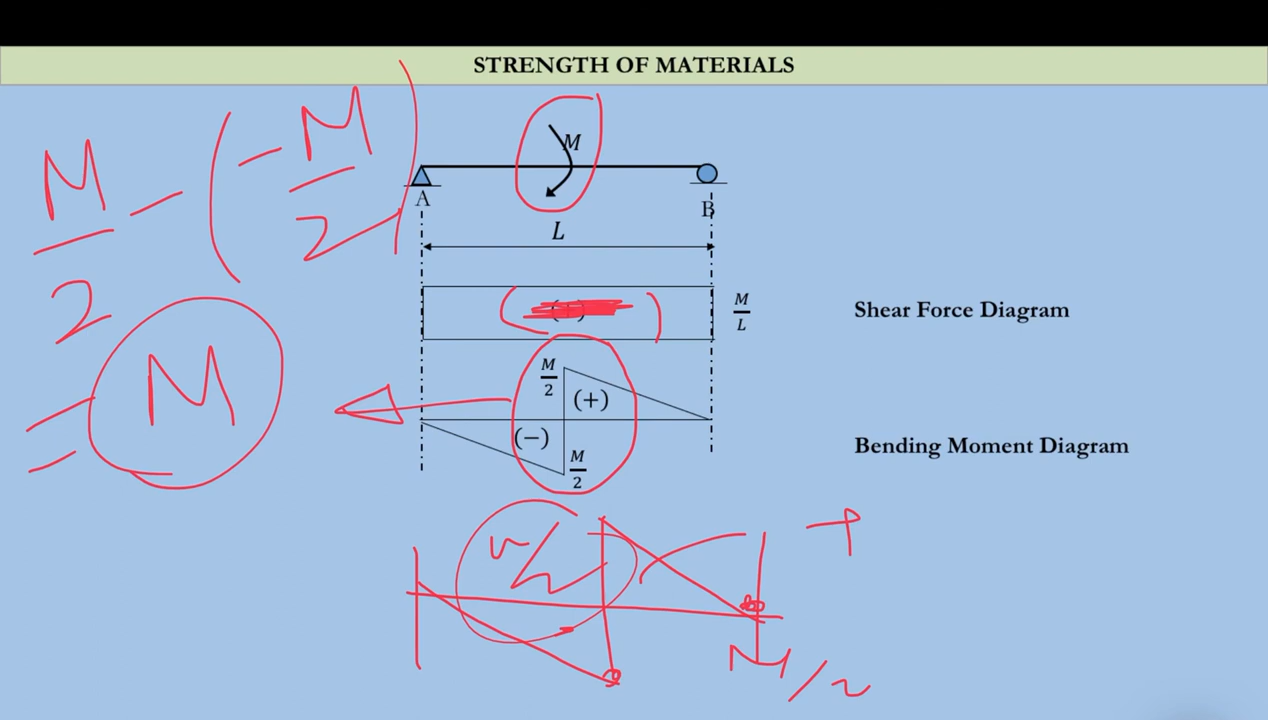 STRENGTH OF MATERIALS
M/2 - (-M/2)
= M
M
A
B
L
M/L
Shear Force Diagram
M/2
(+)
(−)
M/2
Bending Moment Diagram
+
M/2